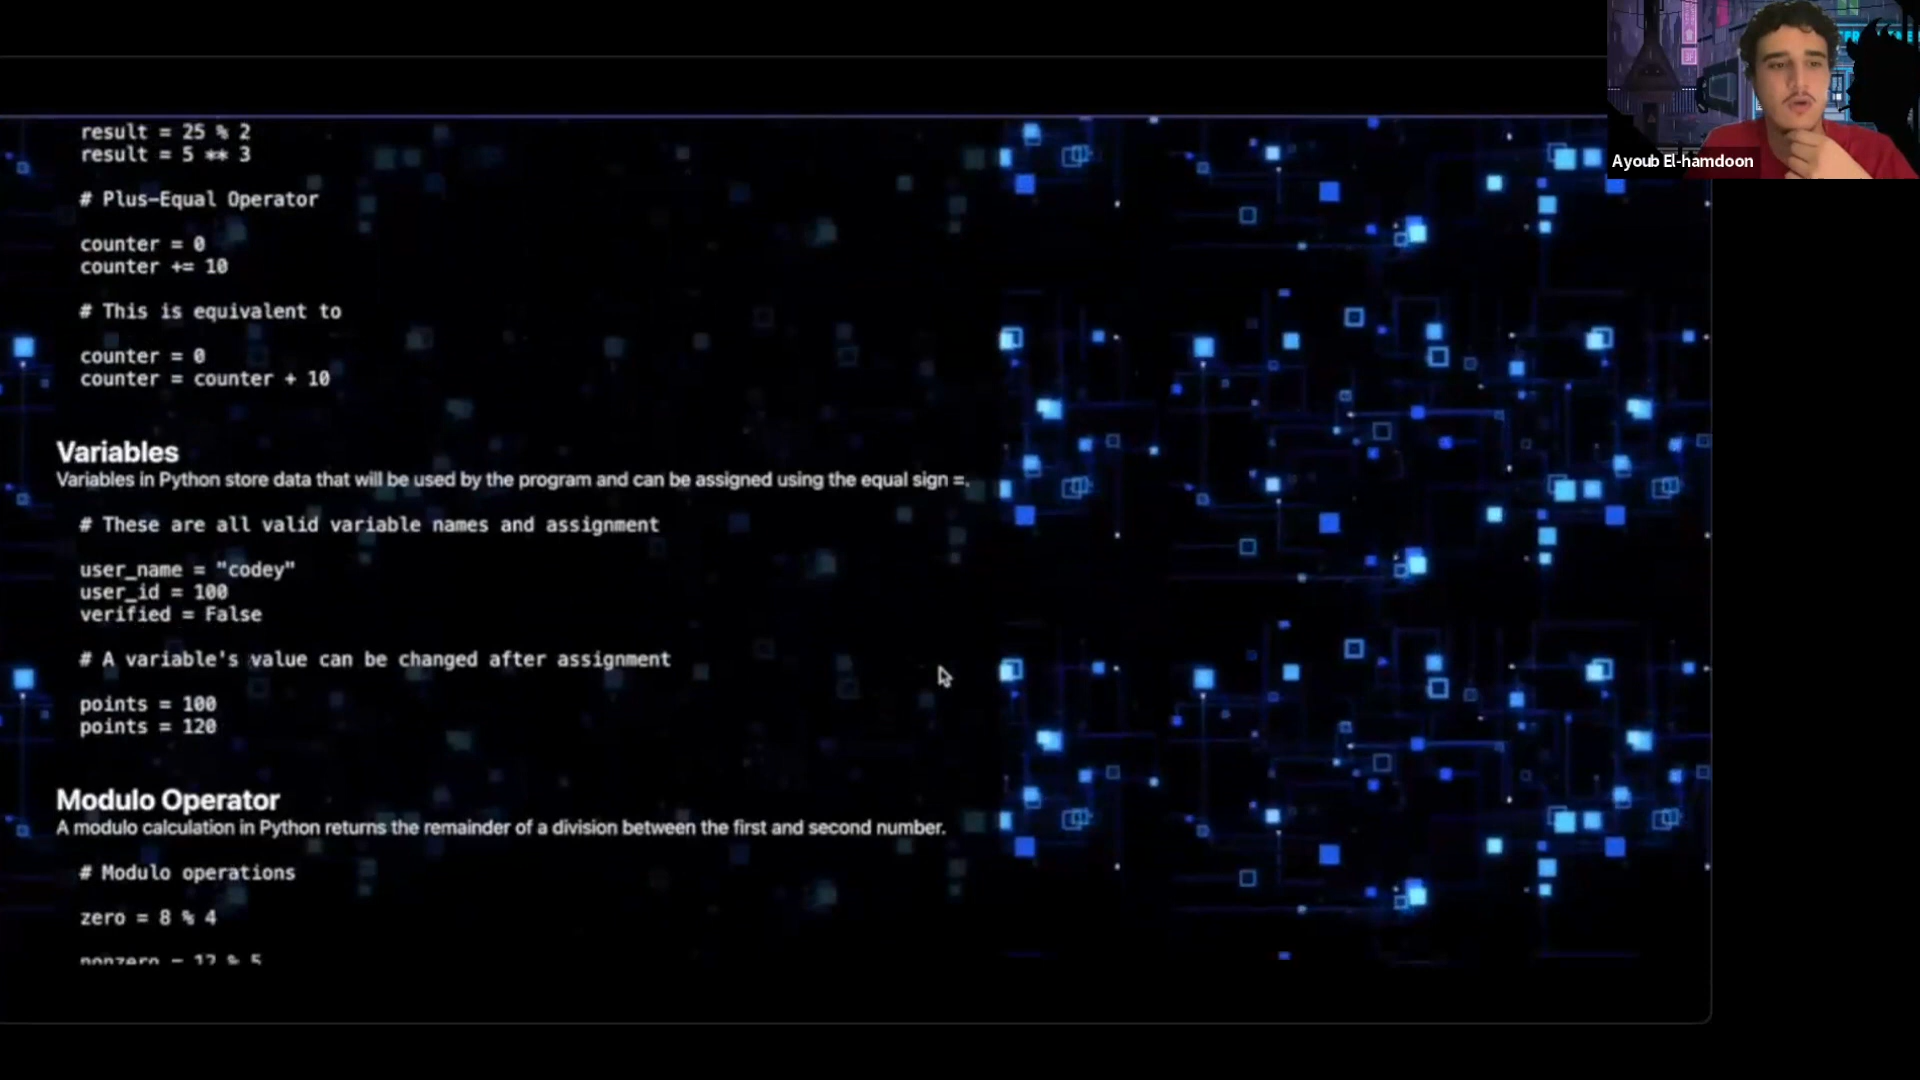 Ayoub El-hamdoon
result = 25 % 2
result = 5 ** 3
# Plus-Equal Operator
counter = 0
counter += 10
# This is equivalent to
counter = 0
counter = counter + 10
Variables
Variables in Python store data that will be used by the program and can be assigned using the equal sign =.
# These are all valid variable names and assignment
user_name = "codey"
user_id = 100
verified = False
# A variable's value can be changed after assignment
points = 100
points = 120
Modulo Operator
A modulo calculation in Python returns the remainder of a division between the first and second number.
# Modulo operations
zero = 8 % 4
nonzero = 12 % 5